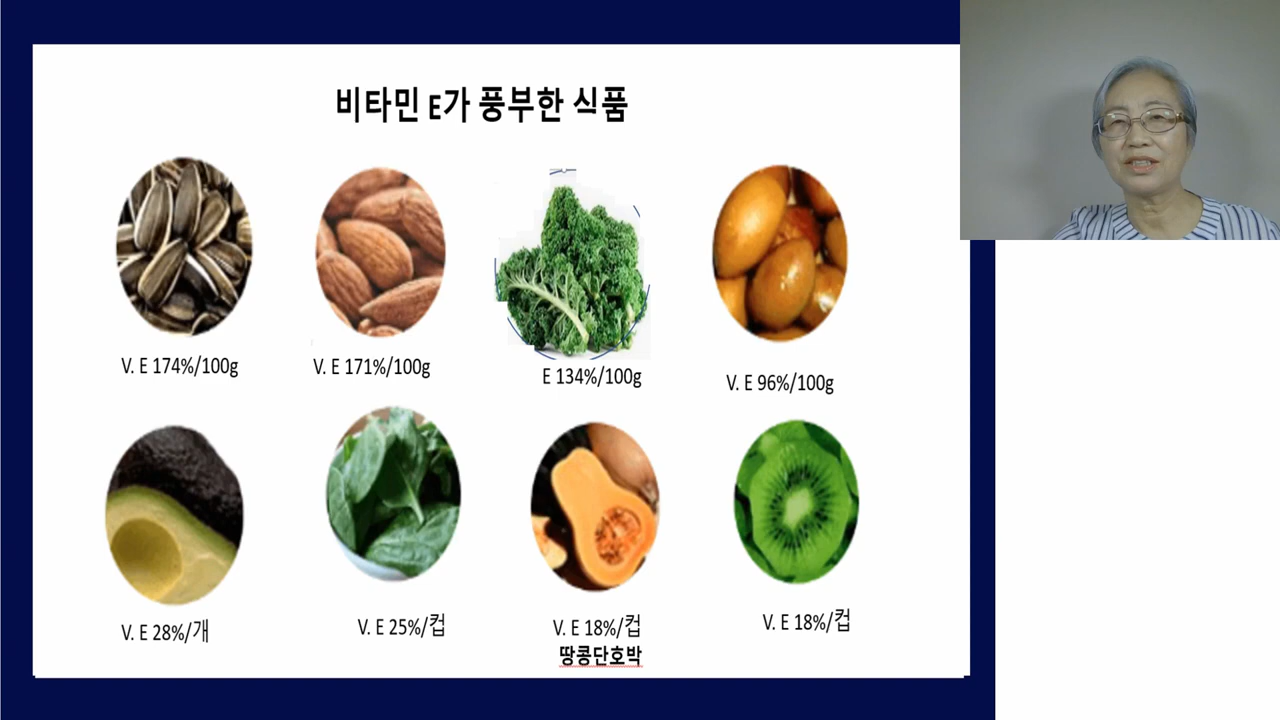 비타민 E가 풍부한 식품
V. E 174%/100g
V. E 171%/100g
E 134%/100g
V. E 96%/100g
V. E 28%/개
V. E 25%/컵
V. E 18%/컵
땅콩단호박
V. E 18%/컵